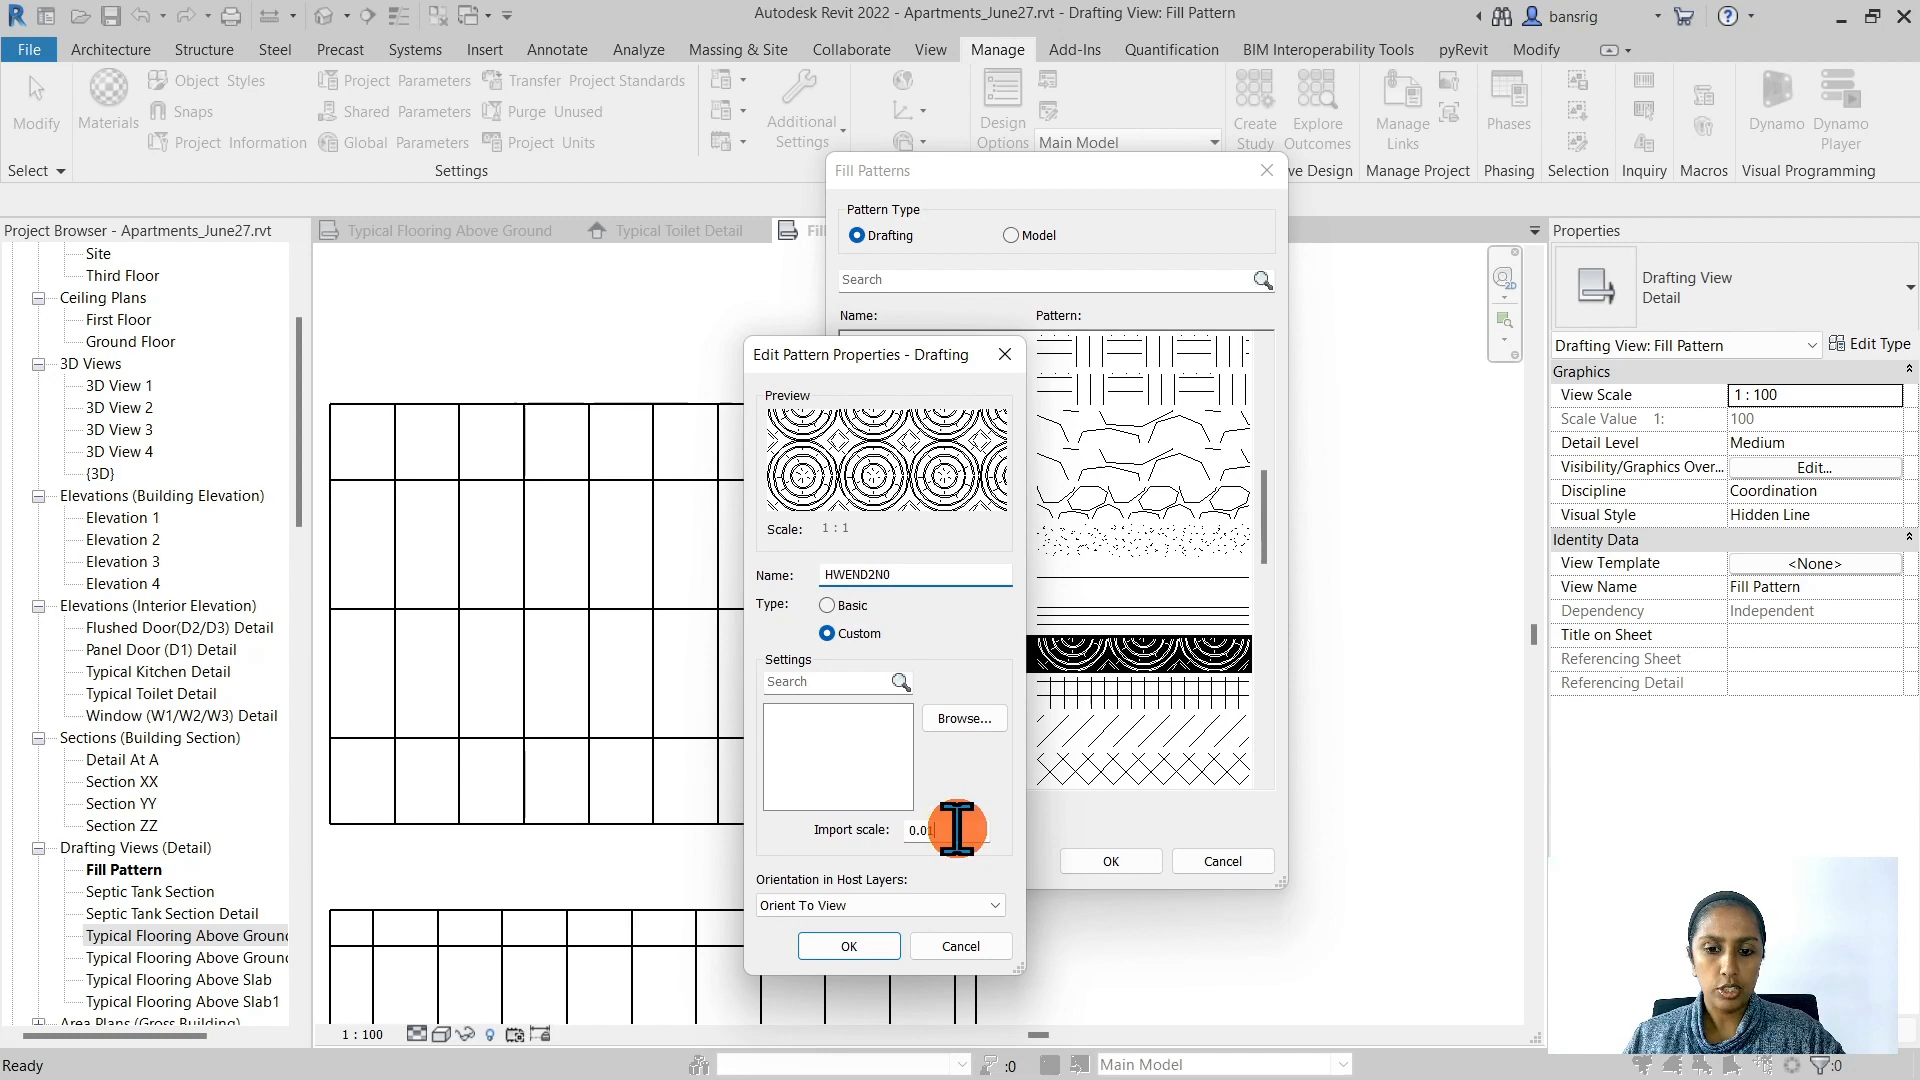 Autodesk Revit 2022 - Apartments_June27.rvt - Drafting View: Fill Pattern
bansrig
File Architecture Structure Steel Precast Systems Insert Annotate Analyze Massing & Site Collaborate View Manage Add-Ins Quantification BIM Interoperability Tools pyRevit Modify
Modify
Materials
Object Styles
Snaps
Project Information
Project Parameters
Shared Parameters
Global Parameters
Transfer Project Standards
Purge Unused
Project Units
Additional Settings
Design Options
Main Model
Create Study
Explore Outcomes
Manage Links
Phases
Dynamo
Dynamo Player
Select
Settings
ve Design
Manage Project
Phasing
Selection
Inquiry
Macros
Visual Programming
Project Browser - Apartments_June27.rvt
Site
Third Floor
Ceiling Plans
First Floor
Ground Floor
3D Views
3D View 1
3D View 2
3D View 3
3D View 4
{3D}
Elevations (Building Elevation)
Elevation 1
Elevation 2
Elevation 3
Elevation 4
Elevations (Interior Elevation)
Flushed Door(D2/D3) Detail
Panel Door (D1) Detail
Typical Kitchen Detail
Typical Toilet Detail
Window (W1/W2/W3) Detail
Sections (Building Section)
Detail At A
Section XX
Section YY
Section ZZ
Drafting Views (Detail)
Fill Pattern
Septic Tank Section
Septic Tank Section Detail
Typical Flooring Above Ground
Typical Flooring Above Ground
Typical Flooring Above Slab
Typical Flooring Above Slab1
Area Plans (Gross Building)
Typical Flooring Above Ground
Typical Toilet Detail
Fill
Fill Patterns
Pattern Type
Drafting
Model
Search
Name: Pattern:
OK Cancel
Edit Pattern Properties - Drafting
Preview
Scale: 1 : 1
Name: HWEND2N0
Type: Basic
Custom
Settings
Search
Browse...
Import scale: 0.01
Orientation in Host Layers:
Orient To View
OK Cancel
2D
Properties
Drafting View
Detail
Drafting View: Fill Pattern
Edit Type
Graphics
View Scale 1 : 100
Scale Value 1: 100
Detail Level Medium
Visibility/Graphics Over... Edit...
Discipline Coordination
Visual Style Hidden Line
Identity Data
View Template <None>
View Name Fill Pattern
Dependency Independent
Title on Sheet
Referencing Sheet
Referencing Detail
1 : 100
Ready
:0
Main Model
:0